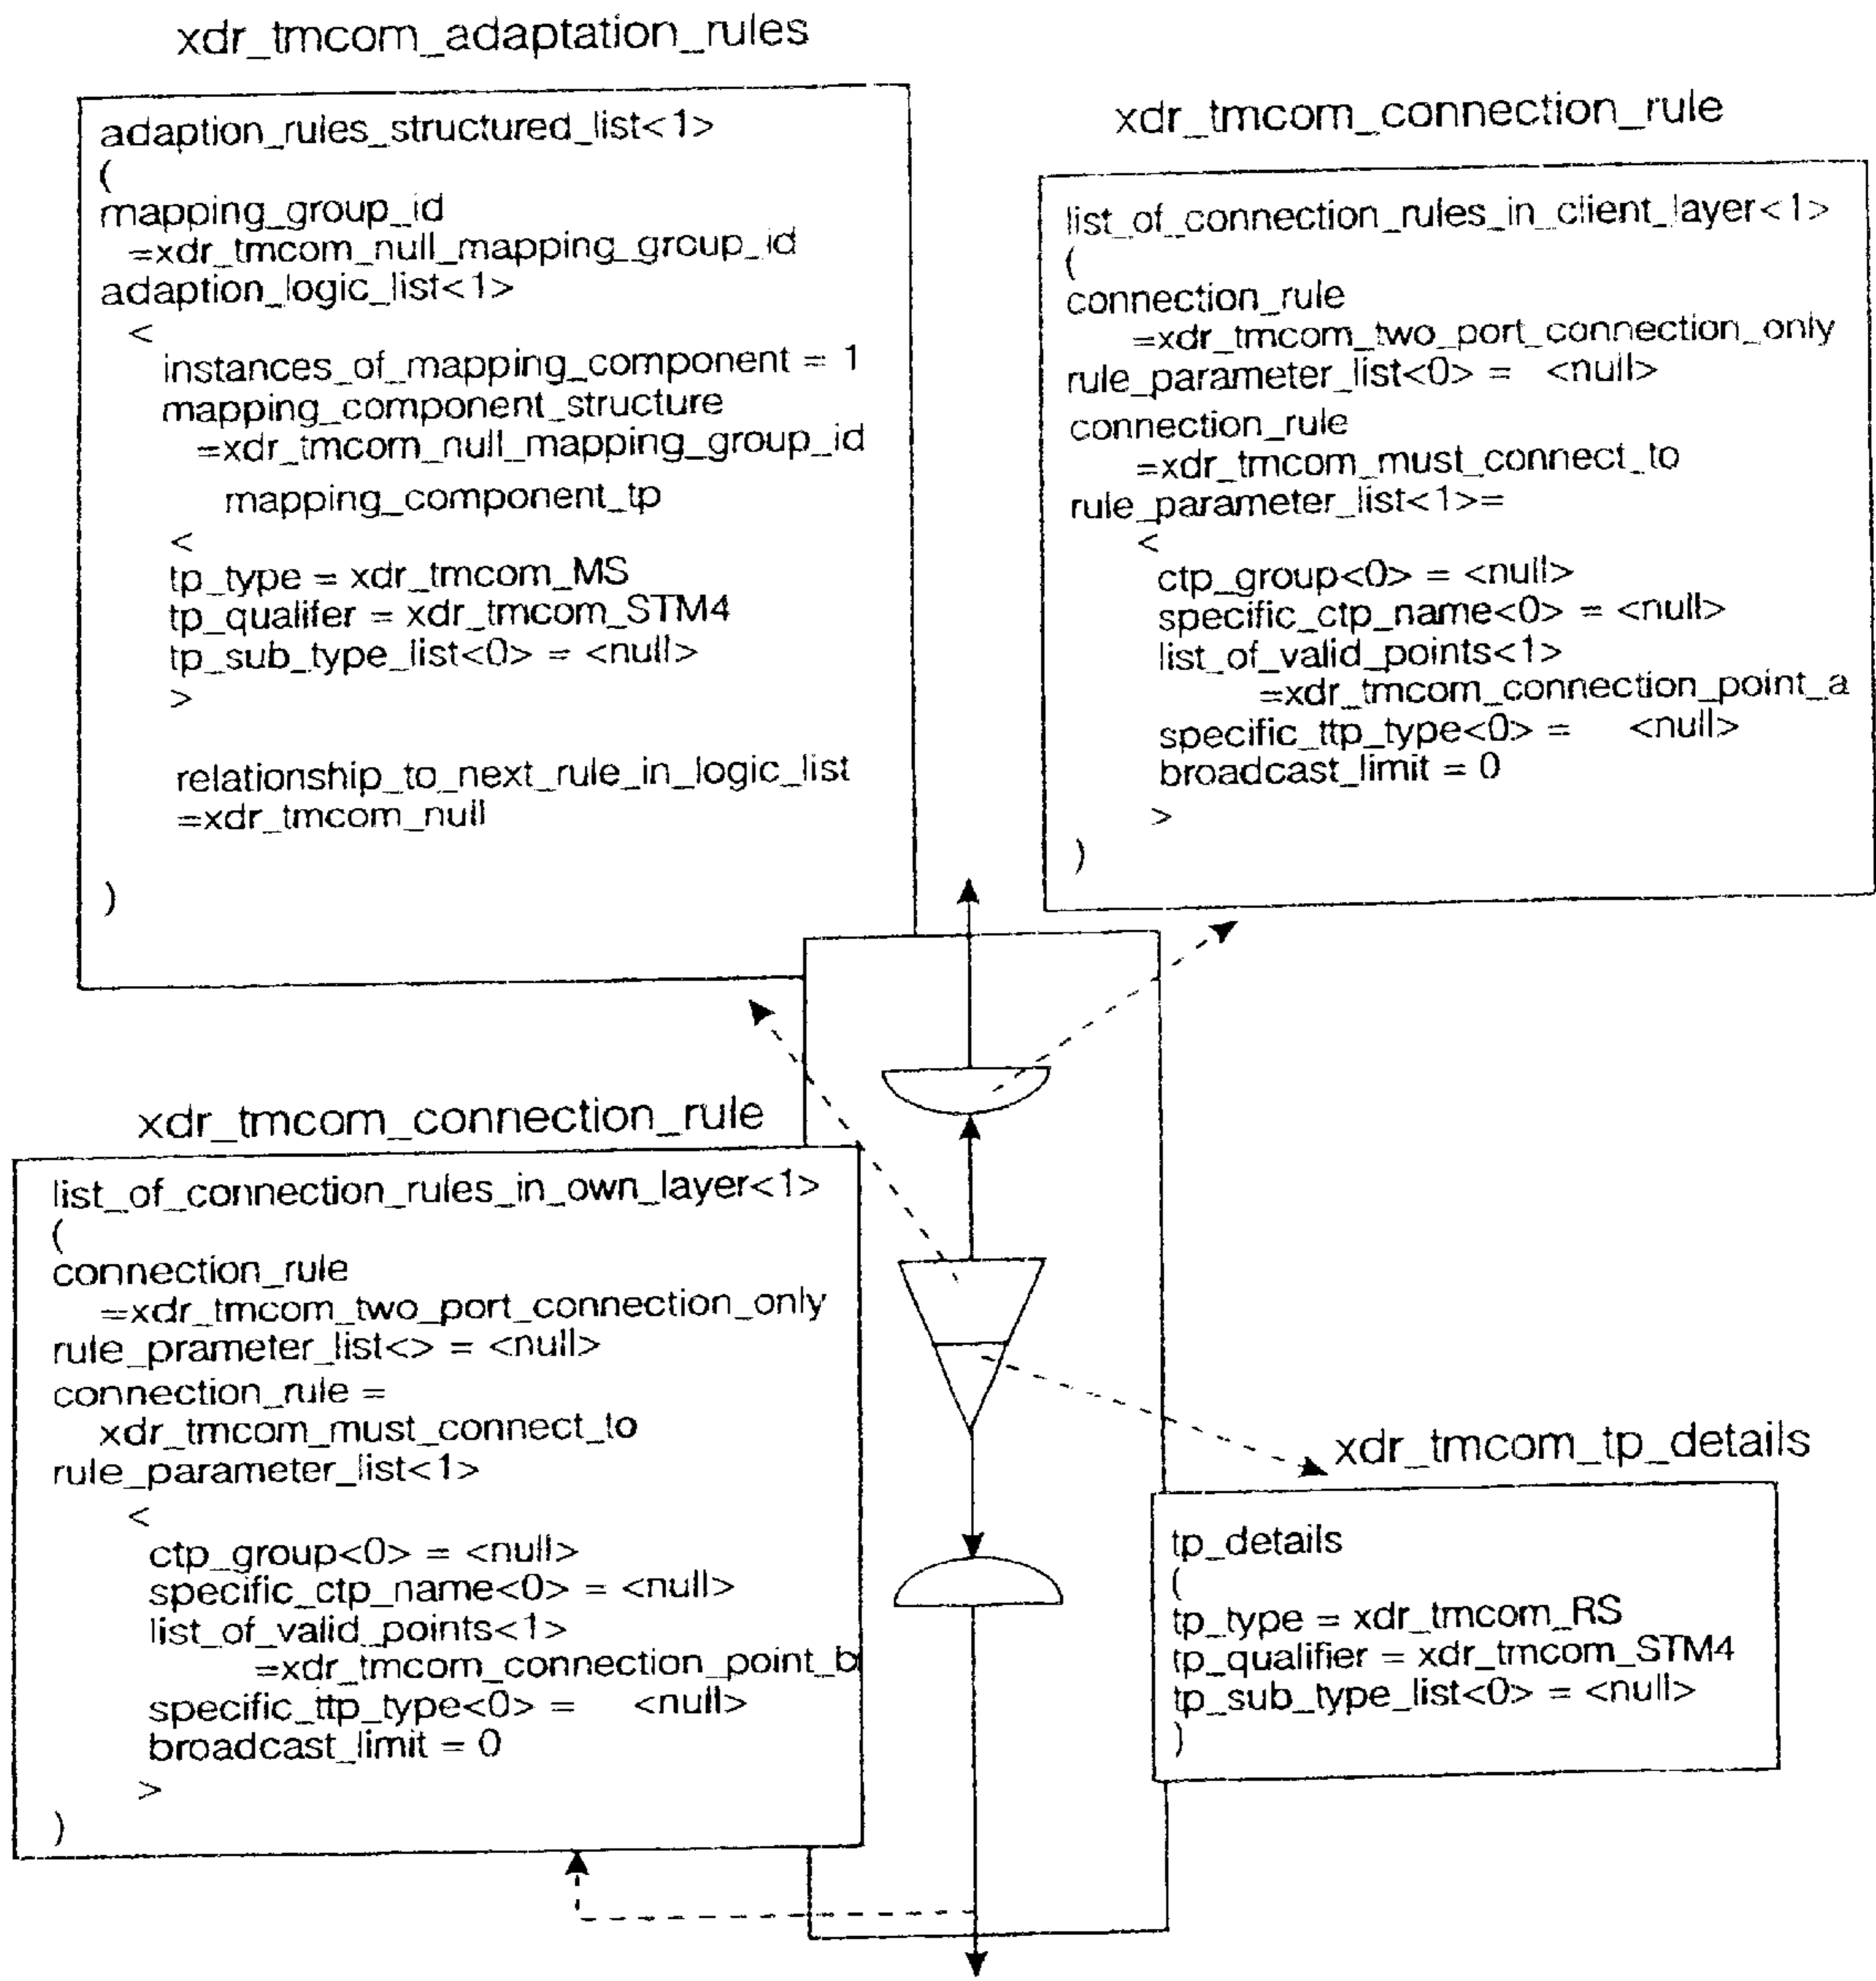 xdr_tmcom_adaptation_rules
adaption_rules_structured_list<1>
(
mapping_group_id
=xdr_tmcom_null_mapping_group_id
adaption_logic_list<1>
<
instances_of_mapping_component = 1
mapping_component_structure
=xdr_tmcom_null_mapping_group_id
mapping_component_tp
<
tp_type = xdr_tmcom_MS
tp_qualifer = xdr_tmcom_STM4
tp_sub_type_list<0> = <null>
>
relationship_to_next_rule_in_logic_list
=xdr_tmcom_null
)
xdr_tmcom_connection_rule
list_of_connection_rules_in_client_layer<1>
(
connection_rule
=xdr_tmcom_two_port_connection_only
rule_parameter_list<0> = <null>
connection_rule
=xdr_tmcom_must_connect_to
rule_parameter_list<1>=
<
ctp_group<0> = <null>
specific_ctp_name<0> = <null>
list_of_valid_points<1>
=xdr_tmcom_connection_point_a
specific_ttp_type<0> = <null>
broadcast_limit = 0
>
)
xdr_tmcom_connection_rule
list_of_connection_rules_in_own_layer<1>
(
connection_rule
=xdr_tmcom_two_port_connection_only
rule_prameter_list<> = <null>
connection_rule =
xdr_tmcom_must_connect_to
rule_parameter_list<1>
<
ctp_group<0> = <null>
specific_ctp_name<0> = <null>
list_of_valid_points<1>
=xdr_tmcom_connection_point_b
specific_ttp_type<0> = <null>
broadcast_limit = 0
>
)
xdr_tmcom_tp_details
tp_details
(
tp_type = xdr_tmcom_RS
tp_qualifier = xdr_tmcom_STM4
tp_sub_type_list<0> = <null>
)